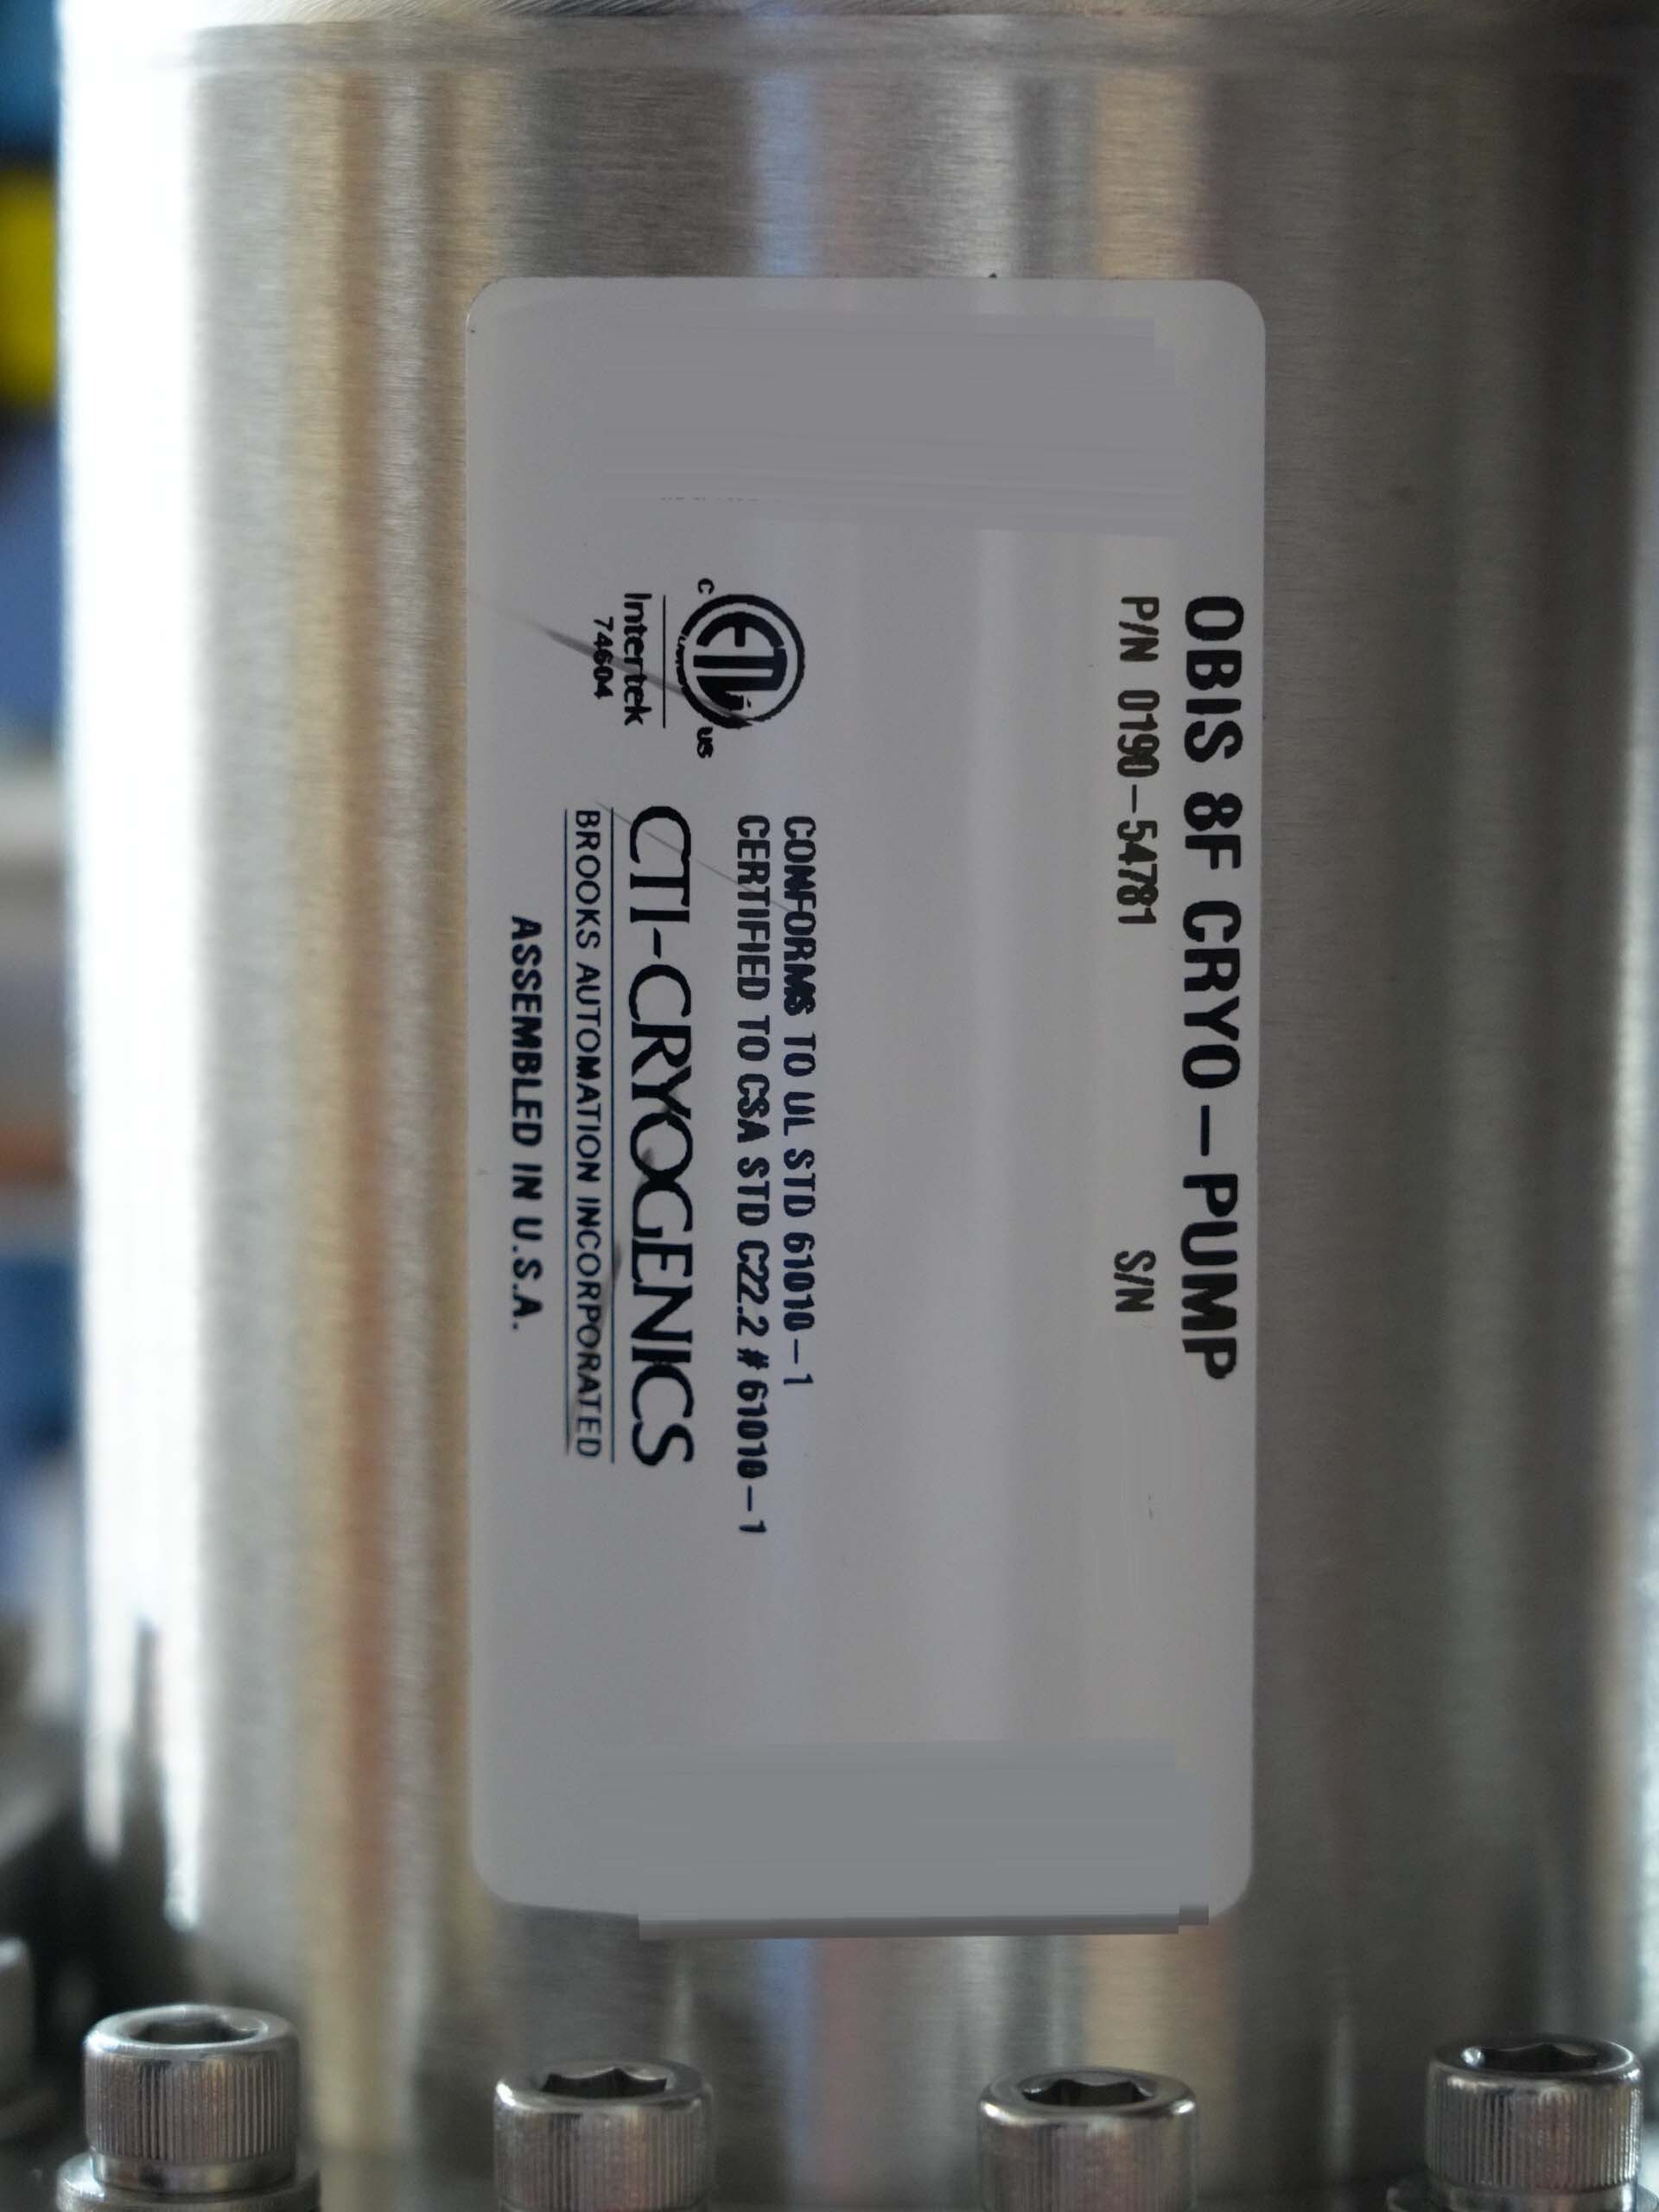 OBIS 8F CRYO-PUMP
P/N 0190-54781 S/N
CONFORMS TO UL STD 61010-1
CERTIFIED TO CSA STD C22.2 # 61010-1
C ETL US
Intertek
74604
CTI-CRYOGENICS
BROOKS AUTOMATION INCORPORATED
ASSEMBLED IN U.S.A.